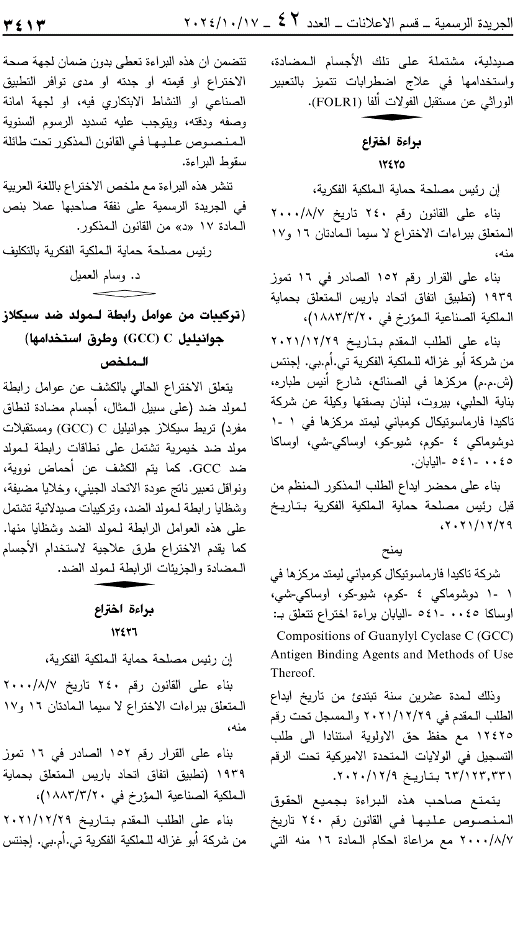 الجريدة الرسمية – قسم الاعلانات – العدد ٤٢ – ٢٠٢٤/١٠/١٧
٣٤١٣
صيدلية، مشتملة على تلك الأجسام المضادة،
واستخدامها في علاج اضطرابات تتميز بالتعبير
الوراثي عن مستقبل الفولات ألفا (FOLR1).
براءة اختراع
١٢٤٢٥
إن رئيس مصلحة حماية الملكية الفكرية،
بناء على القانون رقم ٢٤٠ تاريخ ٢٠٠٠/٨/٧
المتعلق ببراءات الاختراع لا سيما المادتان ١٦ و١٧
منه،
بناء على القرار رقم ١٥٢ الصادر في ١٦ تموز
١٩٣٩ (تطبيق اتفاق اتحاد باريس المتعلق بحماية
الملكية الصناعية المؤرخ في ١٨٨٣/٣/٢٠)،
بناء على الطلب المقدم بتاريخ ٢٠٢١/١٢/٢٩
من شركة أبو غزاله للملكية الفكرية تي.أم.بي. إجنتس
(ش.م.م) مركزها في الصنائع، شارع أنيس طباره،
بناية الحلبي، بيروت، لبنان بصفتها وكيلة عن شركة
تاكيدا فارماسوتيكال كومباني ليمتد مركزها في ١ -١
دوشوماكي ٤ -كوم، شيو-كو، اوساكي-شي، اوساكا
٠٠٤٥ -٥٤١ -اليابان.
بناء على محضر ايداع الطلب المذكور المنظم من
قبل رئيس مصلحة حماية الملكية الفكرية بتاريخ
٢٠٢١/١٢/٢٩،
يمنح
شركة تاكيدا فارماسوتيكال كومباني ليمتد مركزها في
١ -١ دوشوماكي ٤ -كوم، شيو-كو، اوساكي-شي،
اوساكا ٠٠٤٥ -٥٤١ -اليابان براءة اختراع تتعلق بـ:
Compositions of Guanylyl Cyclase C (GCC)
Antigen Binding Agents and Methods of Use
Thereof.
وذلك لمدة عشرين سنة تبتدئ من تاريخ ايداع
الطلب المقدم في ٢٠٢١/١٢/٢٩ والمسجل تحت رقم
١٢٤٢٥ مع حفظ حق الاولوية استنادا الى طلب
التسجيل في الولايات المتحدة الاميركية تحت الرقم
٦٣/١٢٣,٣٣١ بتاريخ ٢٠٢٠/١٢/٩.
يتمتع صاحب هذه البراءة بجميع الحقوق
المنصوص عليها في القانون رقم ٢٤٠ تاريخ
٢٠٠٠/٨/٧ مع مراعاة احكام المادة ١٦ منه التي
تتضمن ان هذه البراءة تعطى بدون ضمان لجهة صحة
الاختراع او قيمته او جدته او مدى توافر التطبيق
الصناعي او النشاط الابتكاري فيه، او لجهة امانة
وصفه ودقته، ويتوجب عليه تسديد الرسوم السنوية
المنصوص عليها في القانون المذكور تحت طائلة
سقوط البراءة.
تنشر هذه البراءة مع ملخص الاختراع باللغة العربية
في الجريدة الرسمية على نفقة صاحبها عملا بنص
المادة ١٧ «د» من القانون المذكور.
رئيس مصلحة حماية الملكية الفكرية بالتكليف
د. وسام العميل
(تركيبات من عوامل رابطة لمولد ضد سيكلاز
جوانيليل C (GCC) وطرق استخدامها)
الملخص
يتعلق الاختراع الحالي بالكشف عن عوامل رابطة
لمولد ضد (على سبيل المثال، أجسام مضادة لنطاق
مفرد) تربط سيكلاز جوانيليل C (GCC) ومستقبلات
مولد ضد خيمرية تشتمل على نطاقات رابطة لمولد
ضد GCC. كما يتم الكشف عن أحماض نووية،
ونواقل تعبير ناتج عودة الاتحاد الجيني، وخلايا مضيفة،
وشظايا رابطة لمولد الضد، وتركيبات صيدلانية تشتمل
على هذه العوامل الرابطة لمولد الضد وشظايا منها.
كما يقدم الاختراع طرق علاجية لاستخدام الأجسام
المضادة والجزيئات الرابطة لمولد الضد.
براءة اختراع
١٢٤٢٦
إن رئيس مصلحة حماية الملكية الفكرية،
بناء على القانون رقم ٢٤٠ تاريخ ٢٠٠٠/٨/٧
المتعلق ببراءات الاختراع لا سيما المادتان ١٦ و١٧
منه،
بناء على القرار رقم ١٥٢ الصادر في ١٦ تموز
١٩٣٩ (تطبيق اتفاق اتحاد باريس المتعلق بحماية
الملكية الصناعية المؤرخ في ١٨٨٣/٣/٢٠)،
بناء على الطلب المقدم بتاريخ ٢٠٢١/١٢/٢٩
من شركة أبو غزاله للملكية الفكرية تي.أم.بي. إجنتس